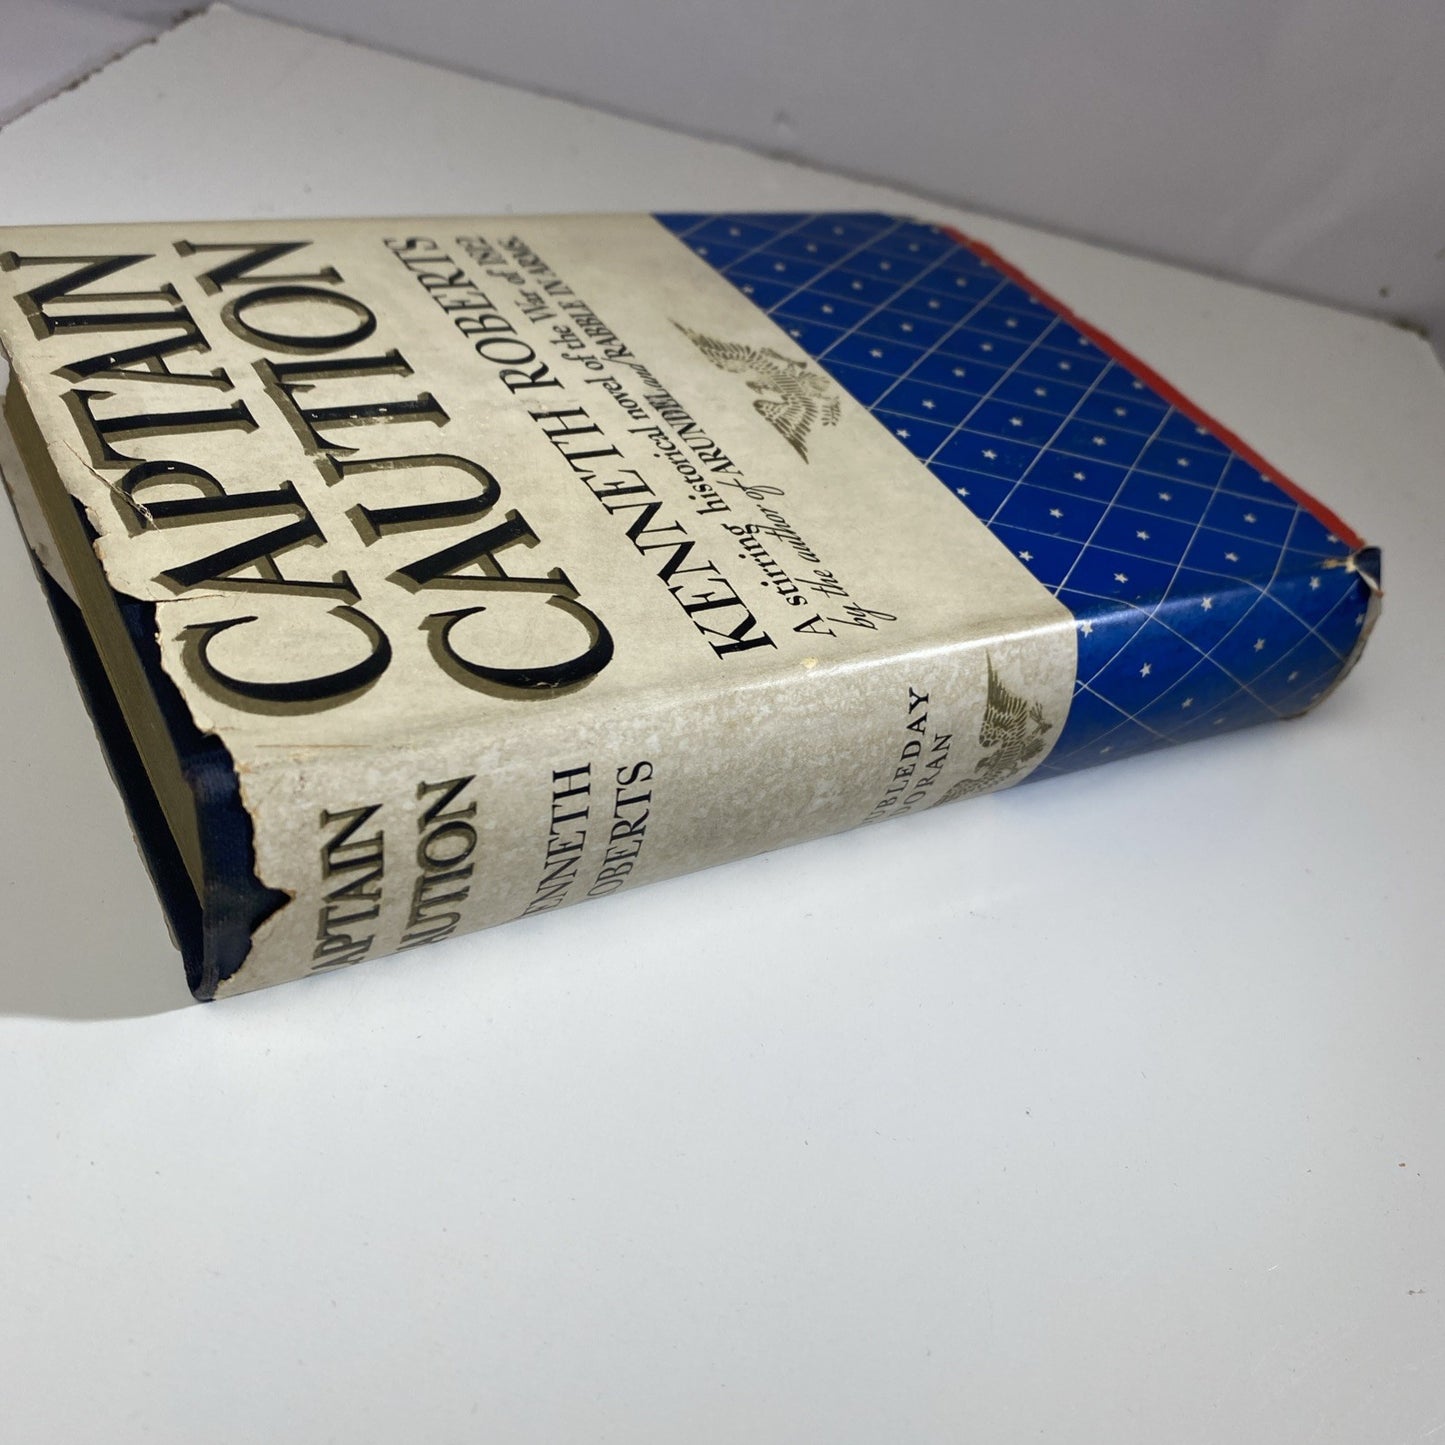 CAPTAIN
CAUTION
KENNETH ROBERTS
A stirring historical novel of the War of 1812
by the author of ARUNDEL and RABBLE IN ARMS.
CAPTAIN
CAUTION
KENNETH
ROBERTS
DOUBLEDAY
DORAN